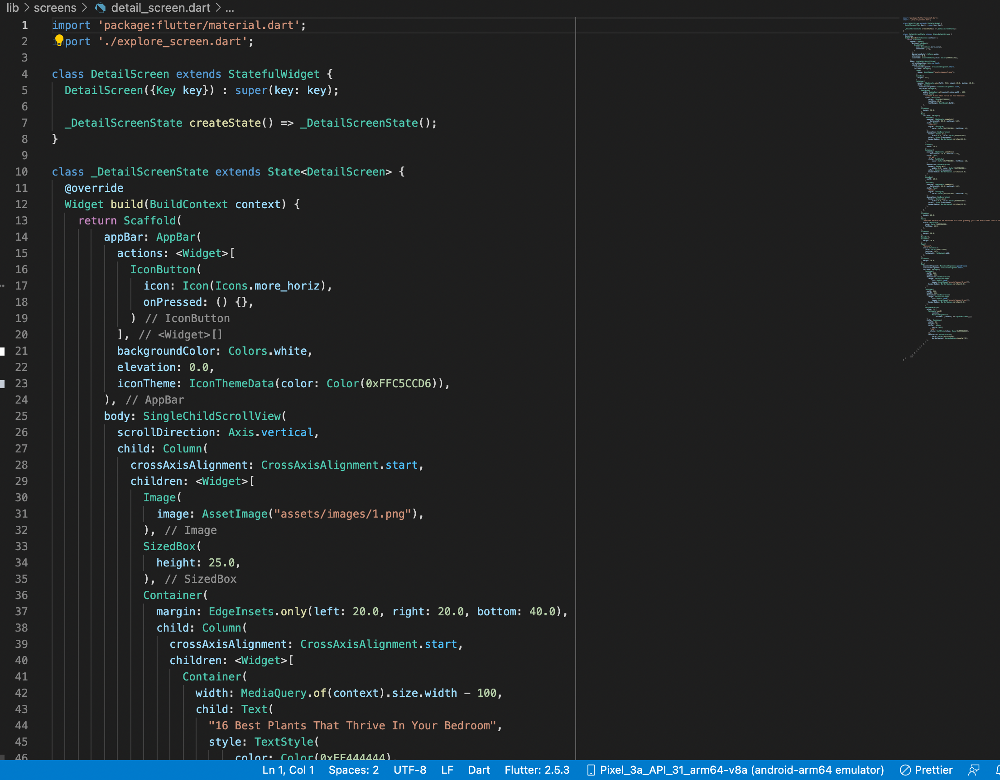 lib > screens > detail_screen.dart > ...
1 import 'package:flutter/material.dart';
2 import './explore_screen.dart';
3
4 class DetailScreen extends StatefulWidget {
5 DetailScreen({Key key}) : super(key: key);
6
7 _DetailScreenState createState() => _DetailScreenState();
8 }
9
10 class _DetailScreenState extends State<DetailScreen> {
11 @override
12 Widget build(BuildContext context) {
13 return Scaffold(
14 appBar: AppBar(
15 actions: <Widget>[
16 IconButton(
17 icon: Icon(Icons.more_horiz),
18 onPressed: () {},
19 ) // IconButton
20 ], // <Widget>[]
21 backgroundColor: Colors.white,
22 elevation: 0.0,
23 iconTheme: IconThemeData(color: Color(0xFFC5CCD6)),
24 ), // AppBar
25 body: SingleChildScrollView(
26 scrollDirection: Axis.vertical,
27 child: Column(
28 crossAxisAlignment: CrossAxisAlignment.start,
29 children: <Widget>[
30 Image(
31 image: AssetImage("assets/images/1.png"),
32 ), // Image
33 SizedBox(
34 height: 25.0,
35 ), // SizedBox
36 Container(
37 margin: EdgeInsets.only(left: 20.0, right: 20.0, bottom: 40.0),
38 child: Column(
39 crossAxisAlignment: CrossAxisAlignment.start,
40 children: <Widget>[
41 Container(
42 width: MediaQuery.of(context).size.width - 100,
43 child: Text(
44 "16 Best Plants That Thrive In Your Bedroom",
45 style: TextStyle(
46 color: Color(0xFF444444),
Ln 1, Col 1 Spaces: 2 UTF-8 LF Dart Flutter: 2.5.3 Pixel_3a_API_31_arm64-v8a (android-arm64 emulator) Prettier